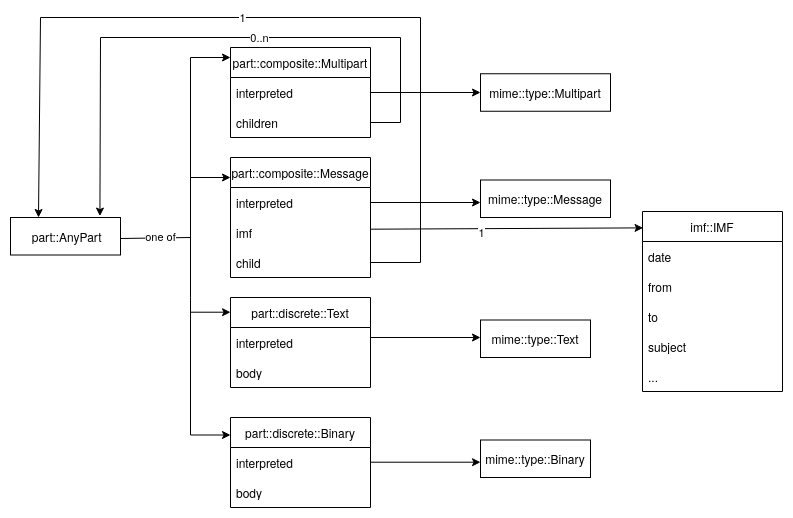 1
0..n
part::composite::Multipart
interpreted
children
mime::type::Multipart
part::composite::Message
interpreted
imf
child
mime::type::Message
1
part::AnyPart
one of
imf::IMF
date
from
to
subject
...
part::discrete::Text
interpreted
body
mime::type::Text
part::discrete::Binary
interpreted
body
mime::type::Binary